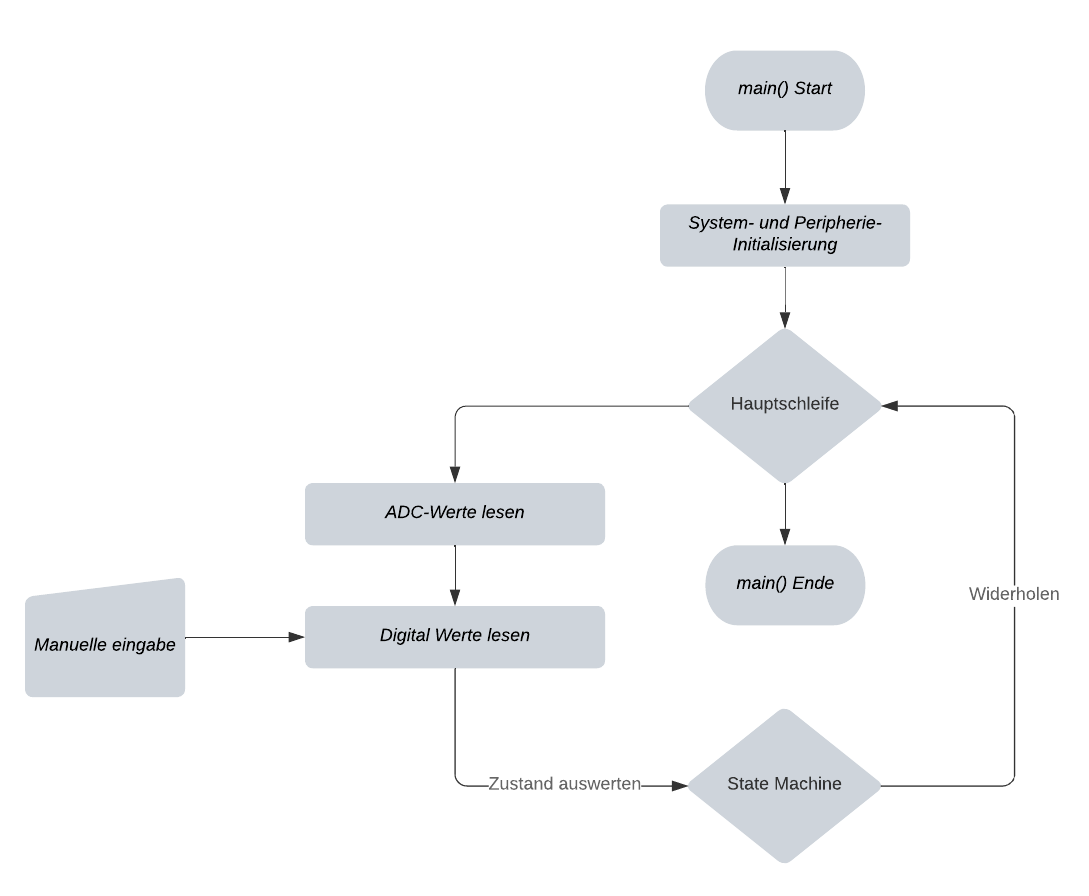 main() Start
System- und Peripherie-
Initialisierung
Hauptschleife
ADC-Werte lesen
main() Ende
Widerholen
Digital Werte lesen
Manuelle eingabe
Zustand auswerten
State Machine